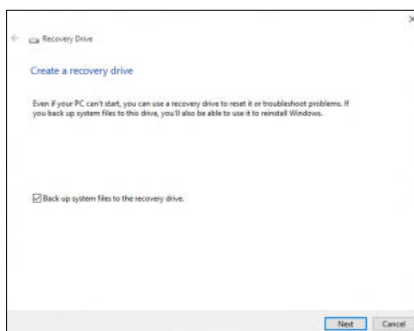 Recovery Drive
Create a recovery drive
Even if your PC can't start, you can use a recovery drive to reset it or troubleshoot problems. If
you back up system files to this drive, you'll also be able to use it to reinstall Windows.
Back up system files to the recovery drive.
Next Cancel